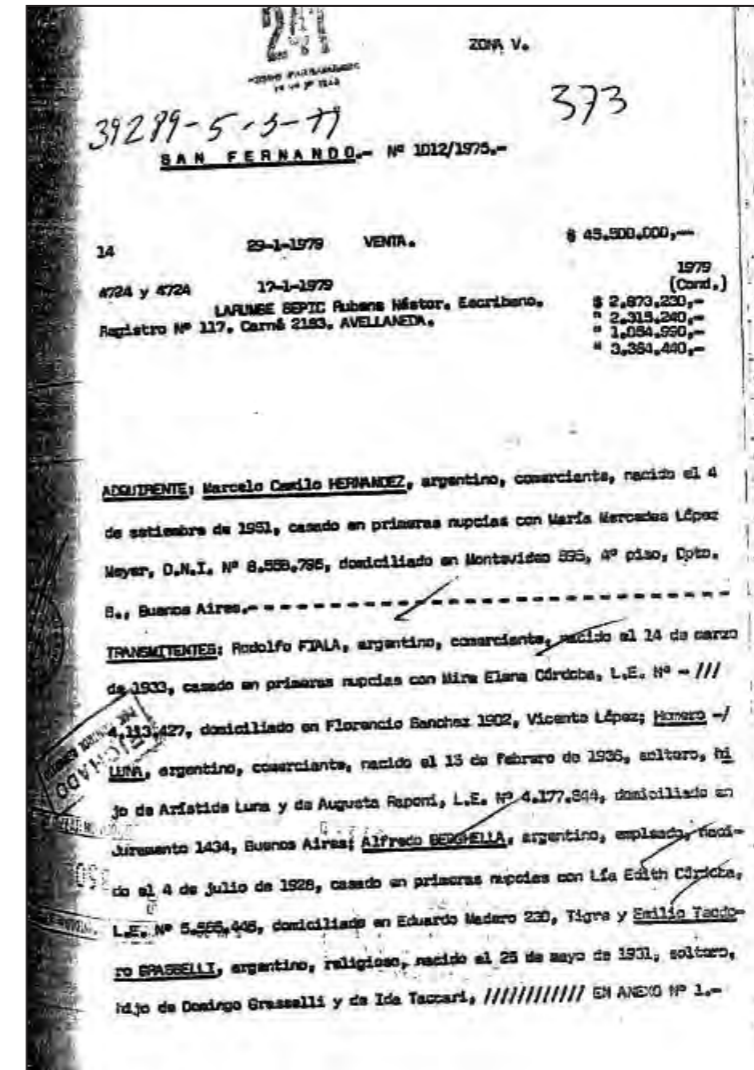 241
ZONA V.
39289-5-3-79
373
SAN FERNANDO.- Nº 1012/1975.-
14 29-1-1979 VENTA. $ 45.500.000,--
1979
4724 y 4724 17-1-1979 (Cond.)
LARUMBE SEPIC Rubens Néstor. Escribano. $ 2.873.230,-
Registro Nº 117. Carné 2183. AVELLANEDA. " 2.315.240,-
" 1.054.990,-
" 3.364.440,-
ADQUIRENTE: Marcelo Camilo HERNANDEZ, argentino, comerciante, nacido el 4
de setiembre de 1951, casado en primeras nupcias con María Mercedes López
Meyer, D.N.I. Nº 8.558.795, domiciliado en Montevideo 595, 4º piso, Dpto.
B., Buenos Aires.- - - - - - - - - - - - - - - - - - - - - - - - - -
TRANSMITENTES: Rodolfo FIALA, argentino, comerciante, nacido el 14 de marzo
de 1933, casado en primeras nupcias con Mira Elena Córdoba, L.E. Nº - ///
4.113.427, domiciliado en Florencio Sanchez 1902, Vicente López; Homero -/
LUNA, argentino, comerciante, nacido el 13 de febrero de 1936, soltero, hi
jo de Arístide Luna y de Augusta Raponi, L.E. Nº 4.177.844, domiciliado en
Juramento 1434, Buenos Aires; Alfredo BERGHELLA, argentino, empleado, naci-
do el 4 de julio de 1928, casado en primeras nupcias con Lía Edith Córdoba,
L.E. Nº 5.565.446, domiciliado en Eduardo Madero 230, Tigre y Emilio Teodo-
ro GRASSELLI, argentino, religioso, nacido el 25 de mayo de 1931, soltero,
hijo de Domingo Grasselli y de Ida Taccari, //////////// EN ANEXO Nº 1.-